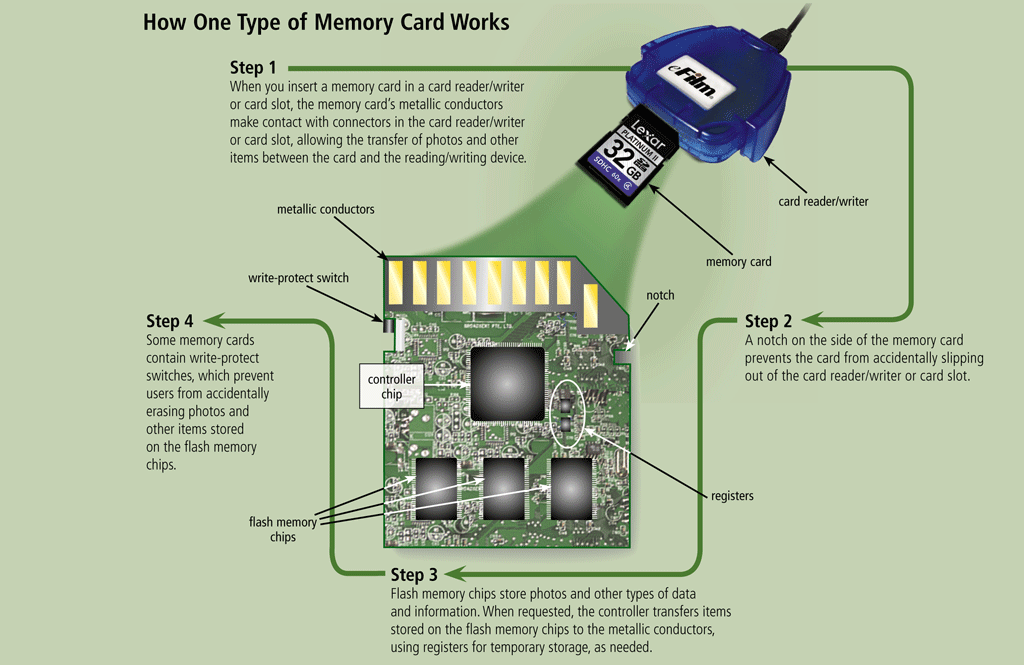 How One Type of Memory Card Works
Step 1
When you insert a memory card in a card reader/writer
or card slot, the memory card's metallic conductors
make contact with connectors in the card reader/writer
or card slot, allowing the transfer of photos and other
items between the card and the reading/writing device.
eFilm
Lexar
PLATINUM II
32
GB
SDHC 60x
card reader/writer
memory card
metallic conductors
write-protect switch
notch
BROADXENT PTE. LTD.
Step 2
A notch on the side of the memory card
prevents the card from accidentally slipping
out of the card reader/writer or card slot.
Step 4
Some memory cards
contain write-protect
switches, which prevent
users from accidentally
erasing photos and
other items stored
on the flash memory
chips.
controller
chip
registers
flash memory
chips
Step 3
Flash memory chips store photos and other types of data
and information. When requested, the controller transfers items
stored on the flash memory chips to the metallic conductors,
using registers for temporary storage, as needed.